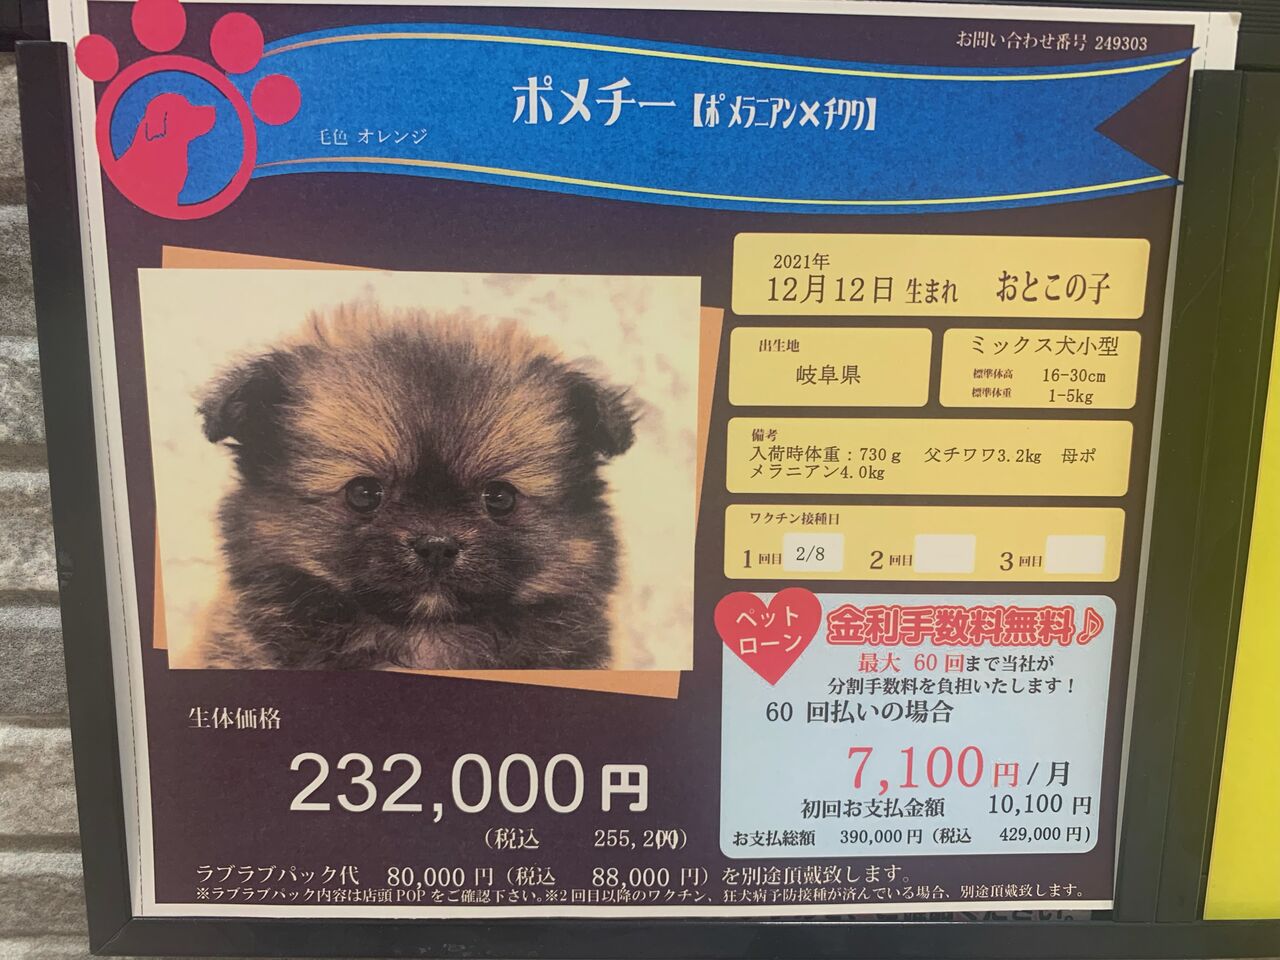 お問い合わせ番号 249303
ポメチー【ポメラニアン×チワワ】
毛色 オレンジ
2021年
12月12日 生まれ おとこの子
出生地
岐阜県
ミックス犬小型
標準体高 16-30cm
標準体重 1-5kg
備考
入荷時体重：730ｇ 父チワワ3.2kg 母ポ
メラニアン4.0kg
ワクチン接種日
1回目 2/8 2回目 3回目
ペット
ローン
金利手数料無料♪
最大 60 回まで当社が
分割手数料を負担いたします！
60 回払いの場合
7,100 円 / 月
初回お支払金額 10,100 円
お支払総額 390,000 円（税込 429,000 円）
生体価格
232,000 円
（税込 255,200）
ラブラブパック代 80,000 円（税込 88,000 円）を別途頂戴致します。
※ラブラブパック内容は店頭 POP をご確認下さい。※2 回目以降のワクチン、狂犬病予防接種が済んでいる場合、別途頂戴致します。